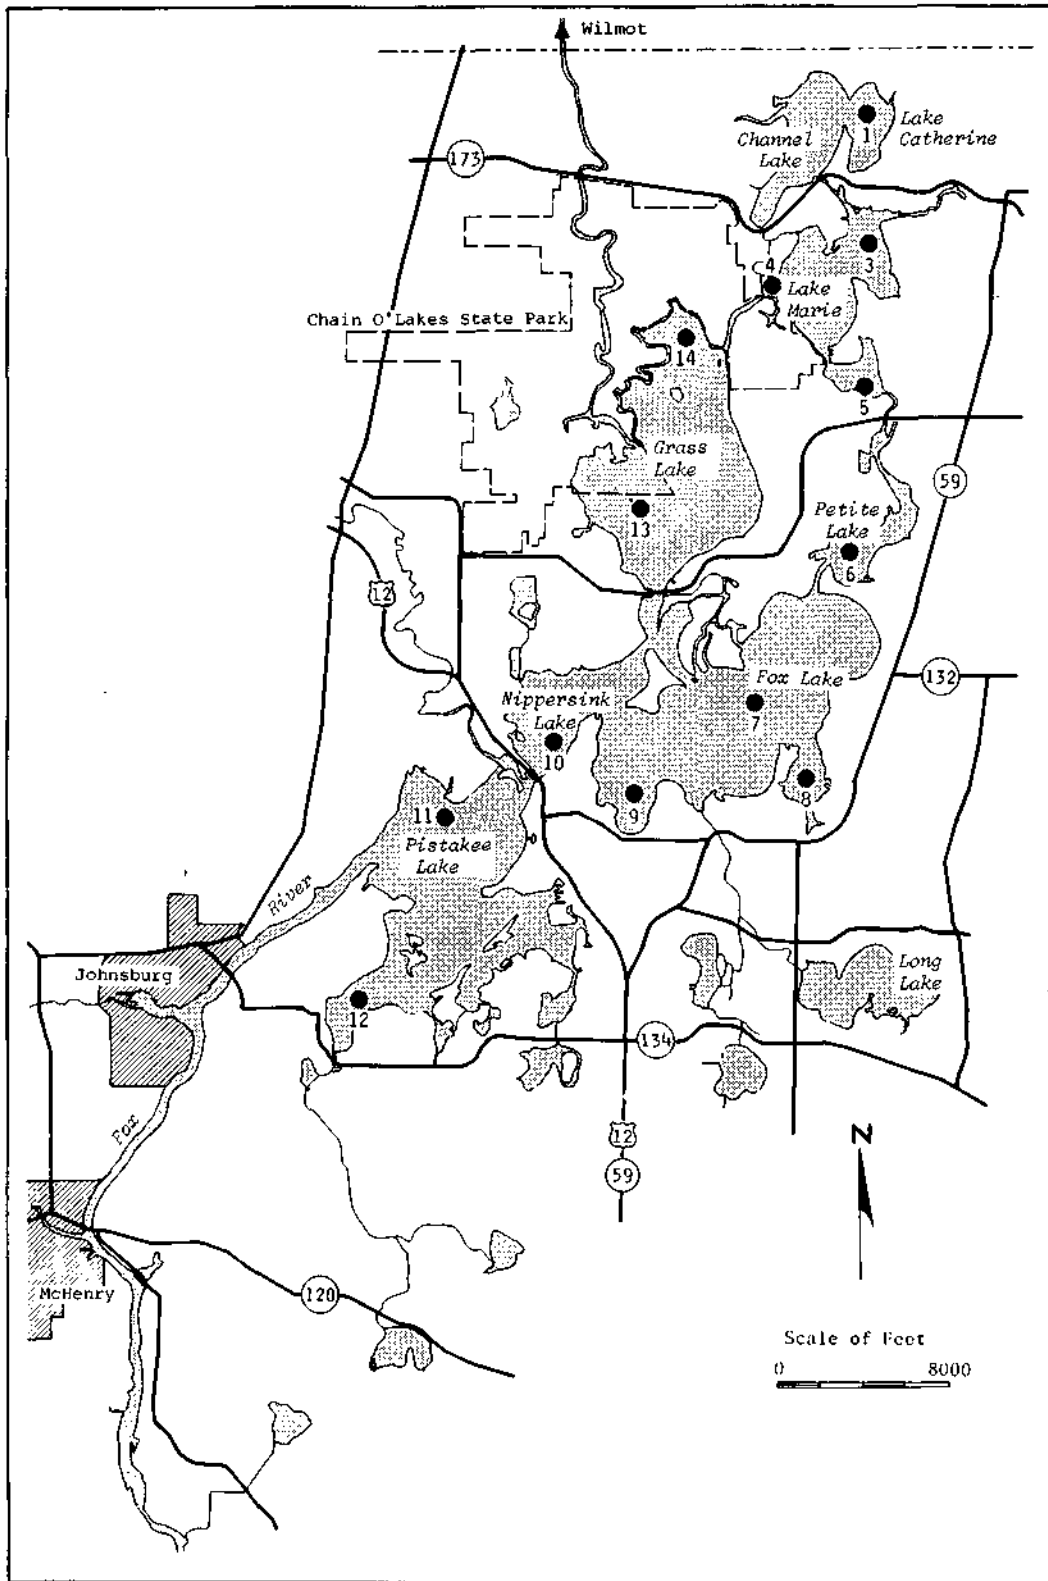 Wilmot
1
Lake
Catherine
Channel
Lake
173
3
4
Lake
Marie
Chain O'Lakes State Park
14
5
Grass
Lake
59
13
Petite
Lake
6
12
132
Fox Lake
7
Nippersink
Lake
10
8
9
11
Pistakee
Lake
River
Johnsburg
Long
Lake
12
134
Fox
12
N
59
McHenry
120
Scale of Feet
0 8000